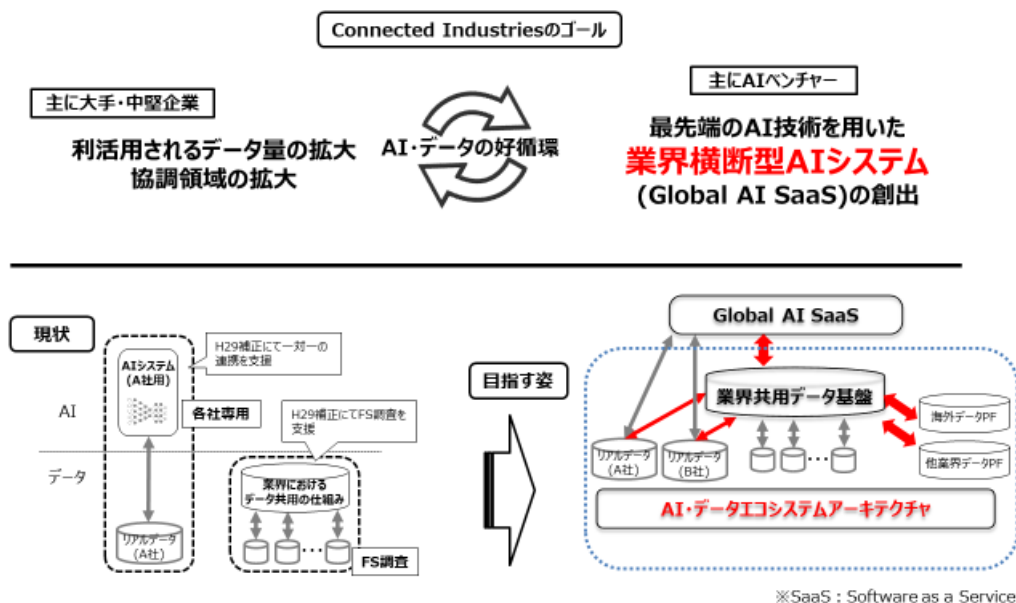 Connected Industriesのゴール
主に大手・中堅企業
利活用されるデータ量の拡大
協調領域の拡大
AI・データの好循環
主にAIベンチャー
最先端のAI技術を用いた
業界横断型AIシステム
(Global AI SaaS)の創出
現状
AI
データ
AIシステム
(A社用)
H29補正にて一対一の
連携を支援
各社専用
リアルデータ
(A社)
H29補正にてFS調査を
支援
業界における
データ共用の仕組み
・・・
FS調査
目指す姿
Global AI SaaS
業界共用データ基盤
リアルデータ
(A社)
リアルデータ
(B社)
・・・
海外データPF
他業界データPF
AI・データエコシステムアーキテクチャ
※SaaS：Software as a Service